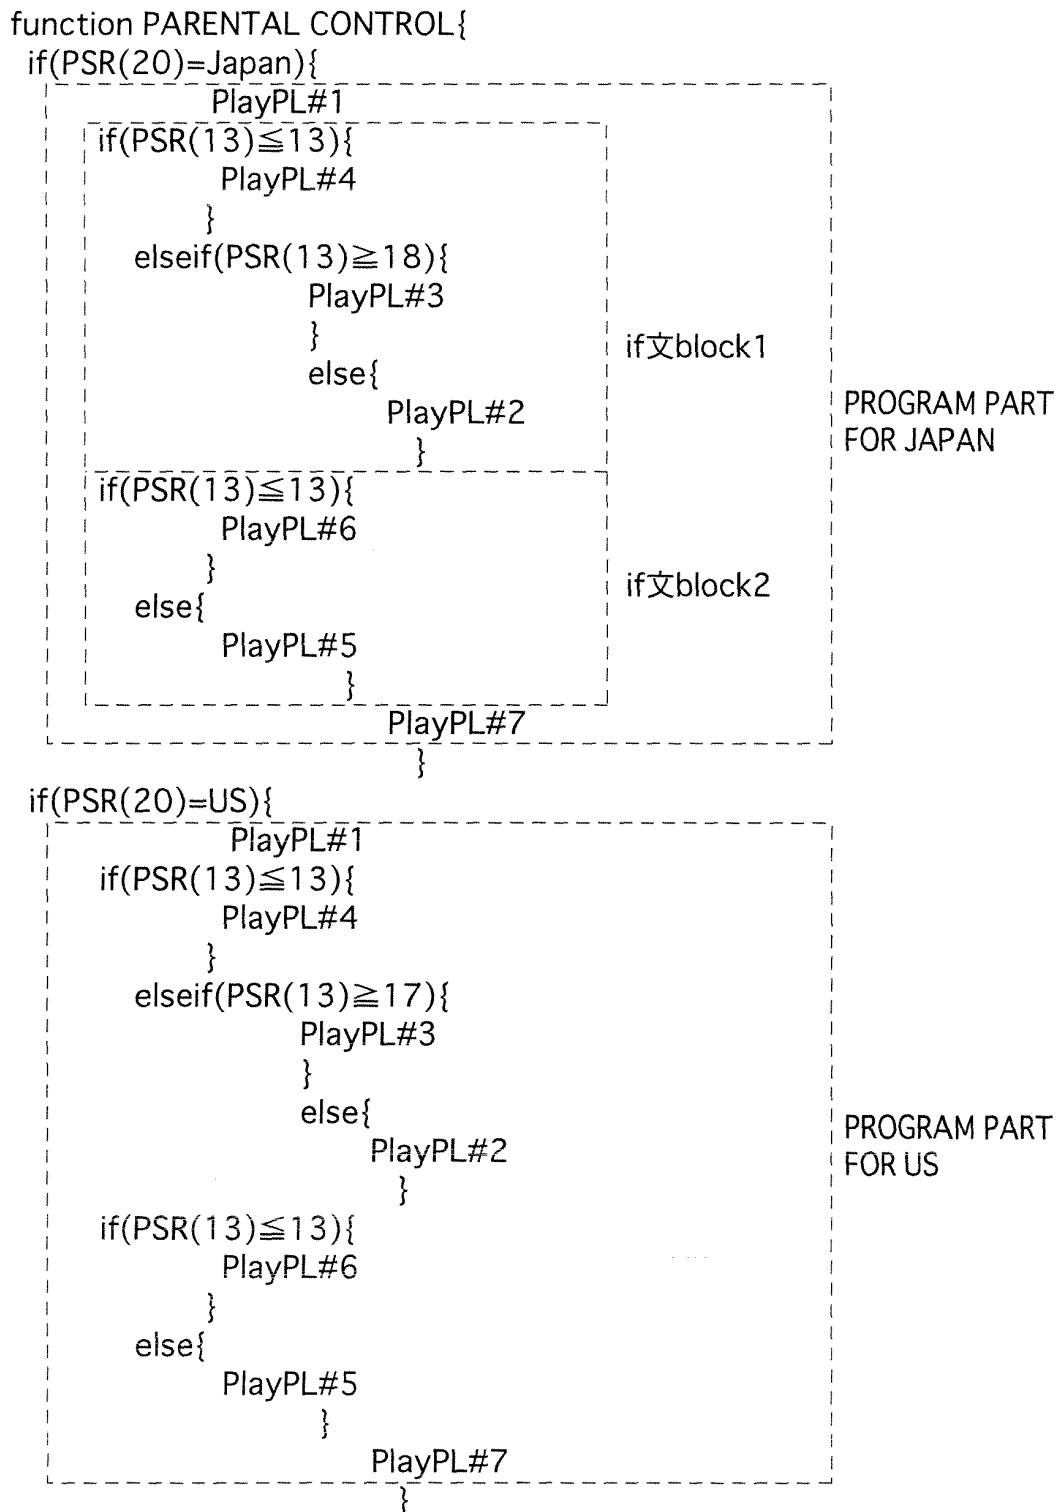 function PARENTAL CONTROL{
if(PSR(20)=Japan){
PlayPL#1
if(PSR(13)≦13){
PlayPL#4
}
elseif(PSR(13)≧18){
PlayPL#3
}
else{
PlayPL#2
}
if文block1
PROGRAM PART
FOR JAPAN
if(PSR(13)≦13){
PlayPL#6
}
else{
PlayPL#5
}
if文block2
PlayPL#7
}
if(PSR(20)=US){
PlayPL#1
if(PSR(13)≦13){
PlayPL#4
}
elseif(PSR(13)≧17){
PlayPL#3
}
else{
PlayPL#2
}
PROGRAM PART
FOR US
if(PSR(13)≦13){
PlayPL#6
}
else{
PlayPL#5
}
PlayPL#7
}